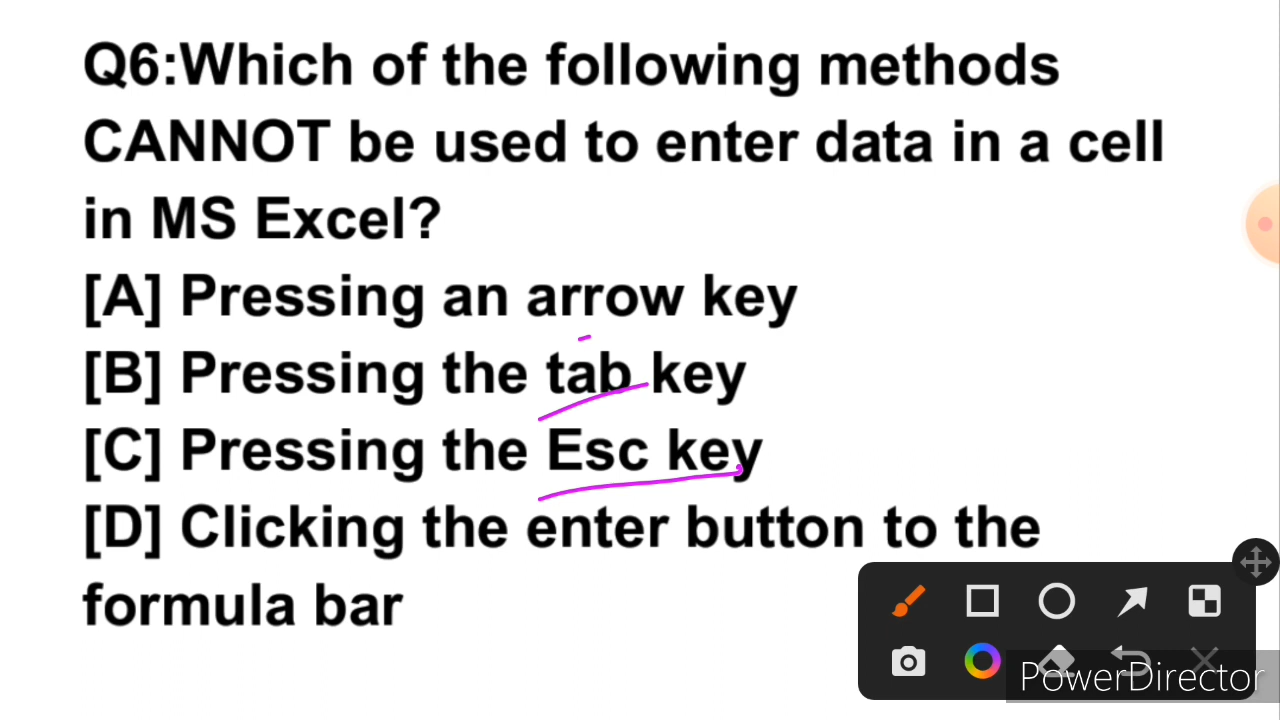 Q6:Which of the following methods
CANNOT be used to enter data in a cell
in MS Excel?
[A] Pressing an arrow key
[B] Pressing the tab key
[C] Pressing the Esc key
[D] Clicking the enter button to the
formula bar
PowerDirector